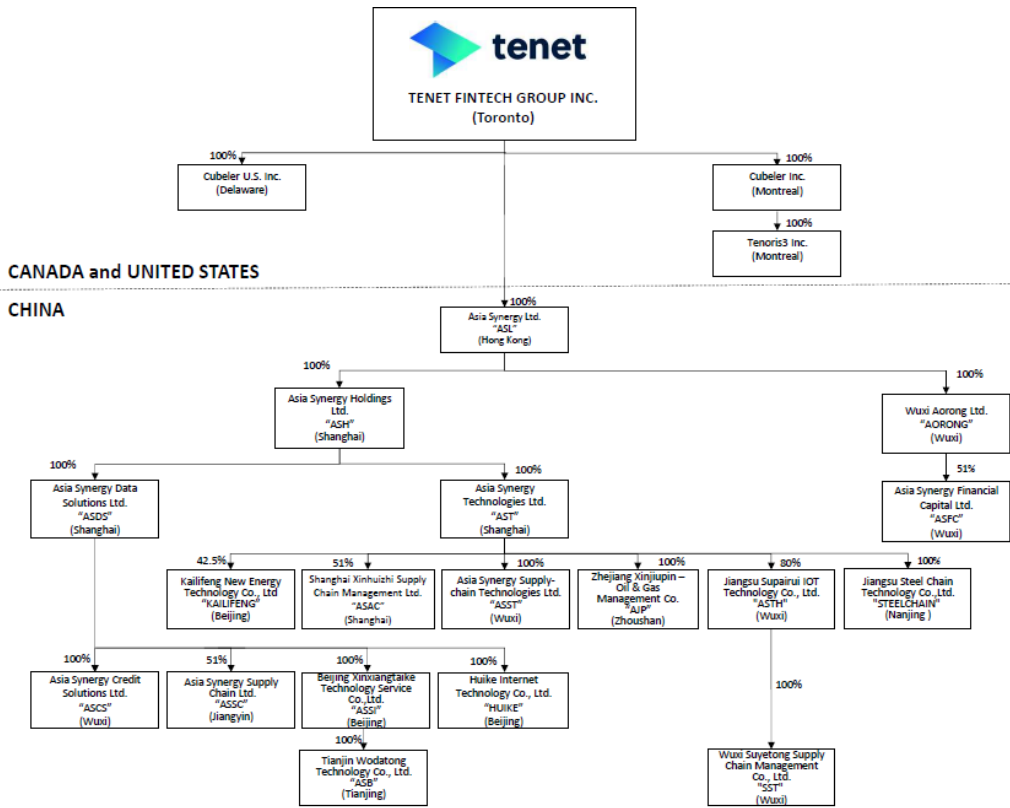 tenet
TENET FINTECH GROUP INC.
(Toronto)
100%
100%
Cubeler U.S. Inc.
(Delaware)
Cubeler Inc.
(Montreal)
100%
Tenoris3 Inc.
(Montreal)
CANADA and UNITED STATES
CHINA
100%
Asia Synergy Ltd.
"ASL"
(Hong Kong)
100%
100%
Asia Synergy Holdings
Ltd.
"ASH"
(Shanghai)
Wuxi Aorong Ltd.
"AORONG"
(Wuxi)
100%
100%
51%
Asia Synergy Data
Solutions Ltd.
"ASDS"
(Shanghai)
Asia Synergy
Technologies Ltd.
"AST"
(Shanghai)
Asia Synergy Financial
Capital Ltd.
"ASFC"
(Wuxi)
42.5%
51%
100%
100%
80%
100%
Kailifeng New Energy
Technology Co., Ltd
"KAILIFENG"
(Beijing)
Shanghai Xinhuizhi Supply
Chain Management Ltd.
"ASAC"
(Shanghai)
Asia Synergy Supply-
chain Technologies Ltd.
"ASST"
(Wuxi)
Zhejiang Xinjiupin –
Oil & Gas
Management Co.
"AJP"
(Zhoushan)
Jiangsu Supairui IOT
Technology Co., Ltd.
"ASTH"
(Wuxi)
Jiangsu Steel Chain
Technology Co.,Ltd.
"STEELCHAIN"
(Nanjing )
100%
51%
100%
100%
100%
Asia Synergy Credit
Solutions Ltd.
"ASCS"
(Wuxi)
Asia Synergy Supply
Chain Ltd.
"ASSC"
(Jiangyin)
Beijing Xinxiangtaike
Technology Service
Co.,Ltd.
"ASSI"
(Beijing)
Huike Internet
Technology Co., Ltd.
"HUIKE"
(Beijing)
100%
Tianjin Wodatong
Technology Co., Ltd.
"ASB"
(Tianjing)
Wuxi Suyetong Supply
Chain Management
Co., Ltd.
"SST"
(Wuxi)